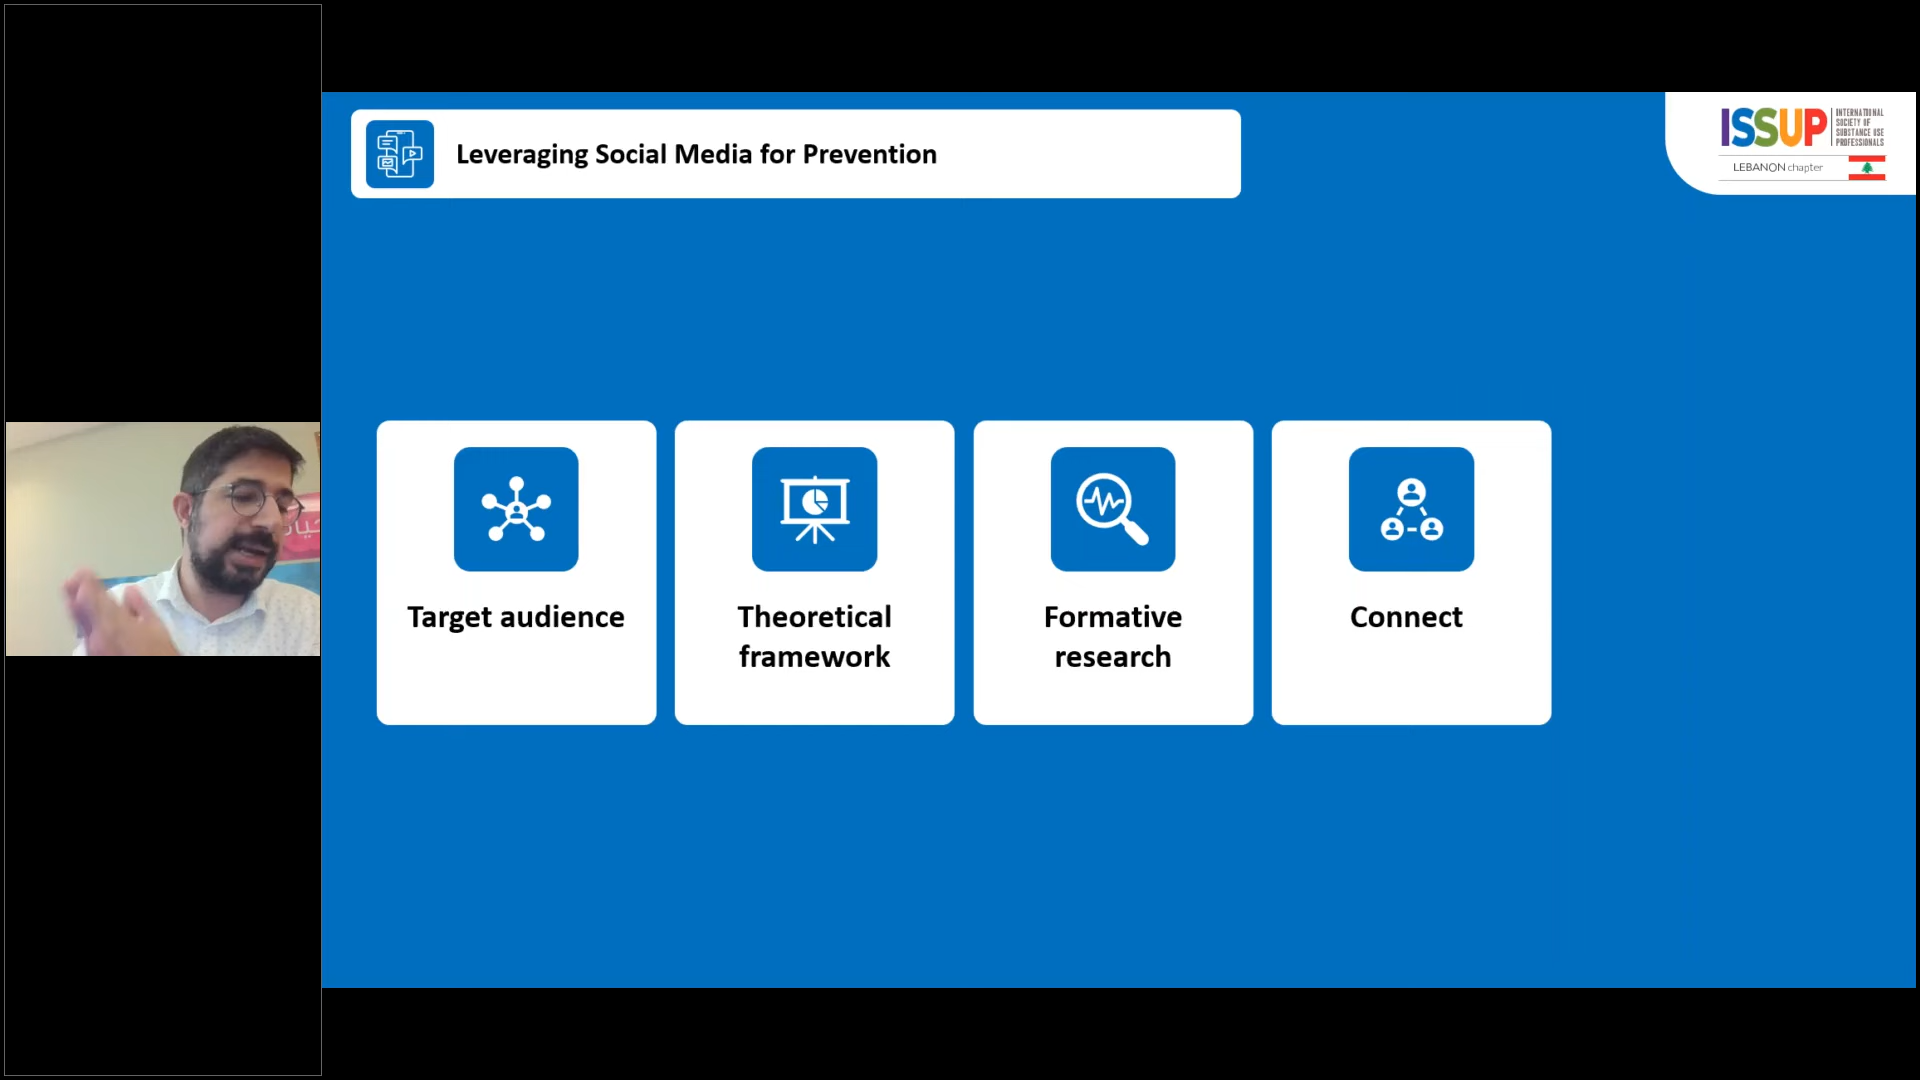 Leveraging Social Media for Prevention
ISSUP
INTERNATIONAL
SOCIETY OF
SUBSTANCE USE
PROFESSIONALS
LEBANON chapter
Target audience
Theoretical
framework
Formative
research
Connect